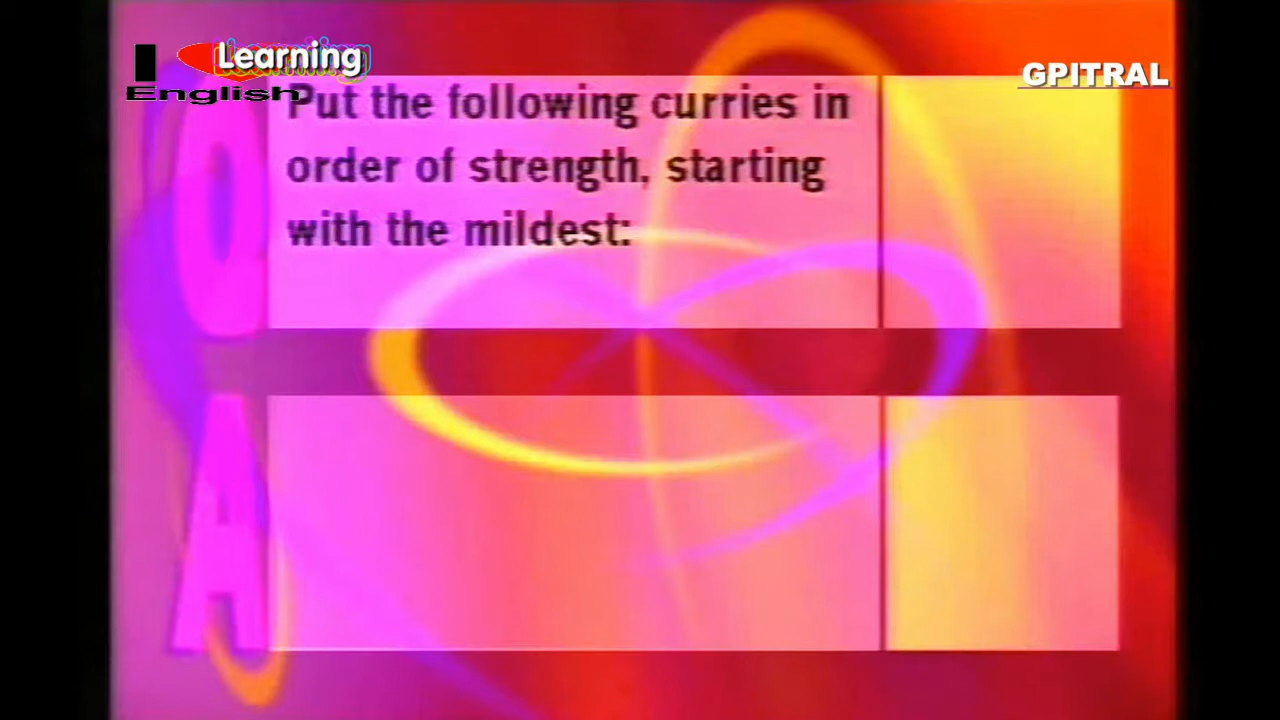 I Learning
English
GPITRAL
Q
Put the following curries in
order of strength, starting
with the mildest:
A